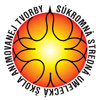 SÚKROMNÁ STREDNÁ UMELECKÁ ŠKOLA ANIMOVANEJ TVORBY